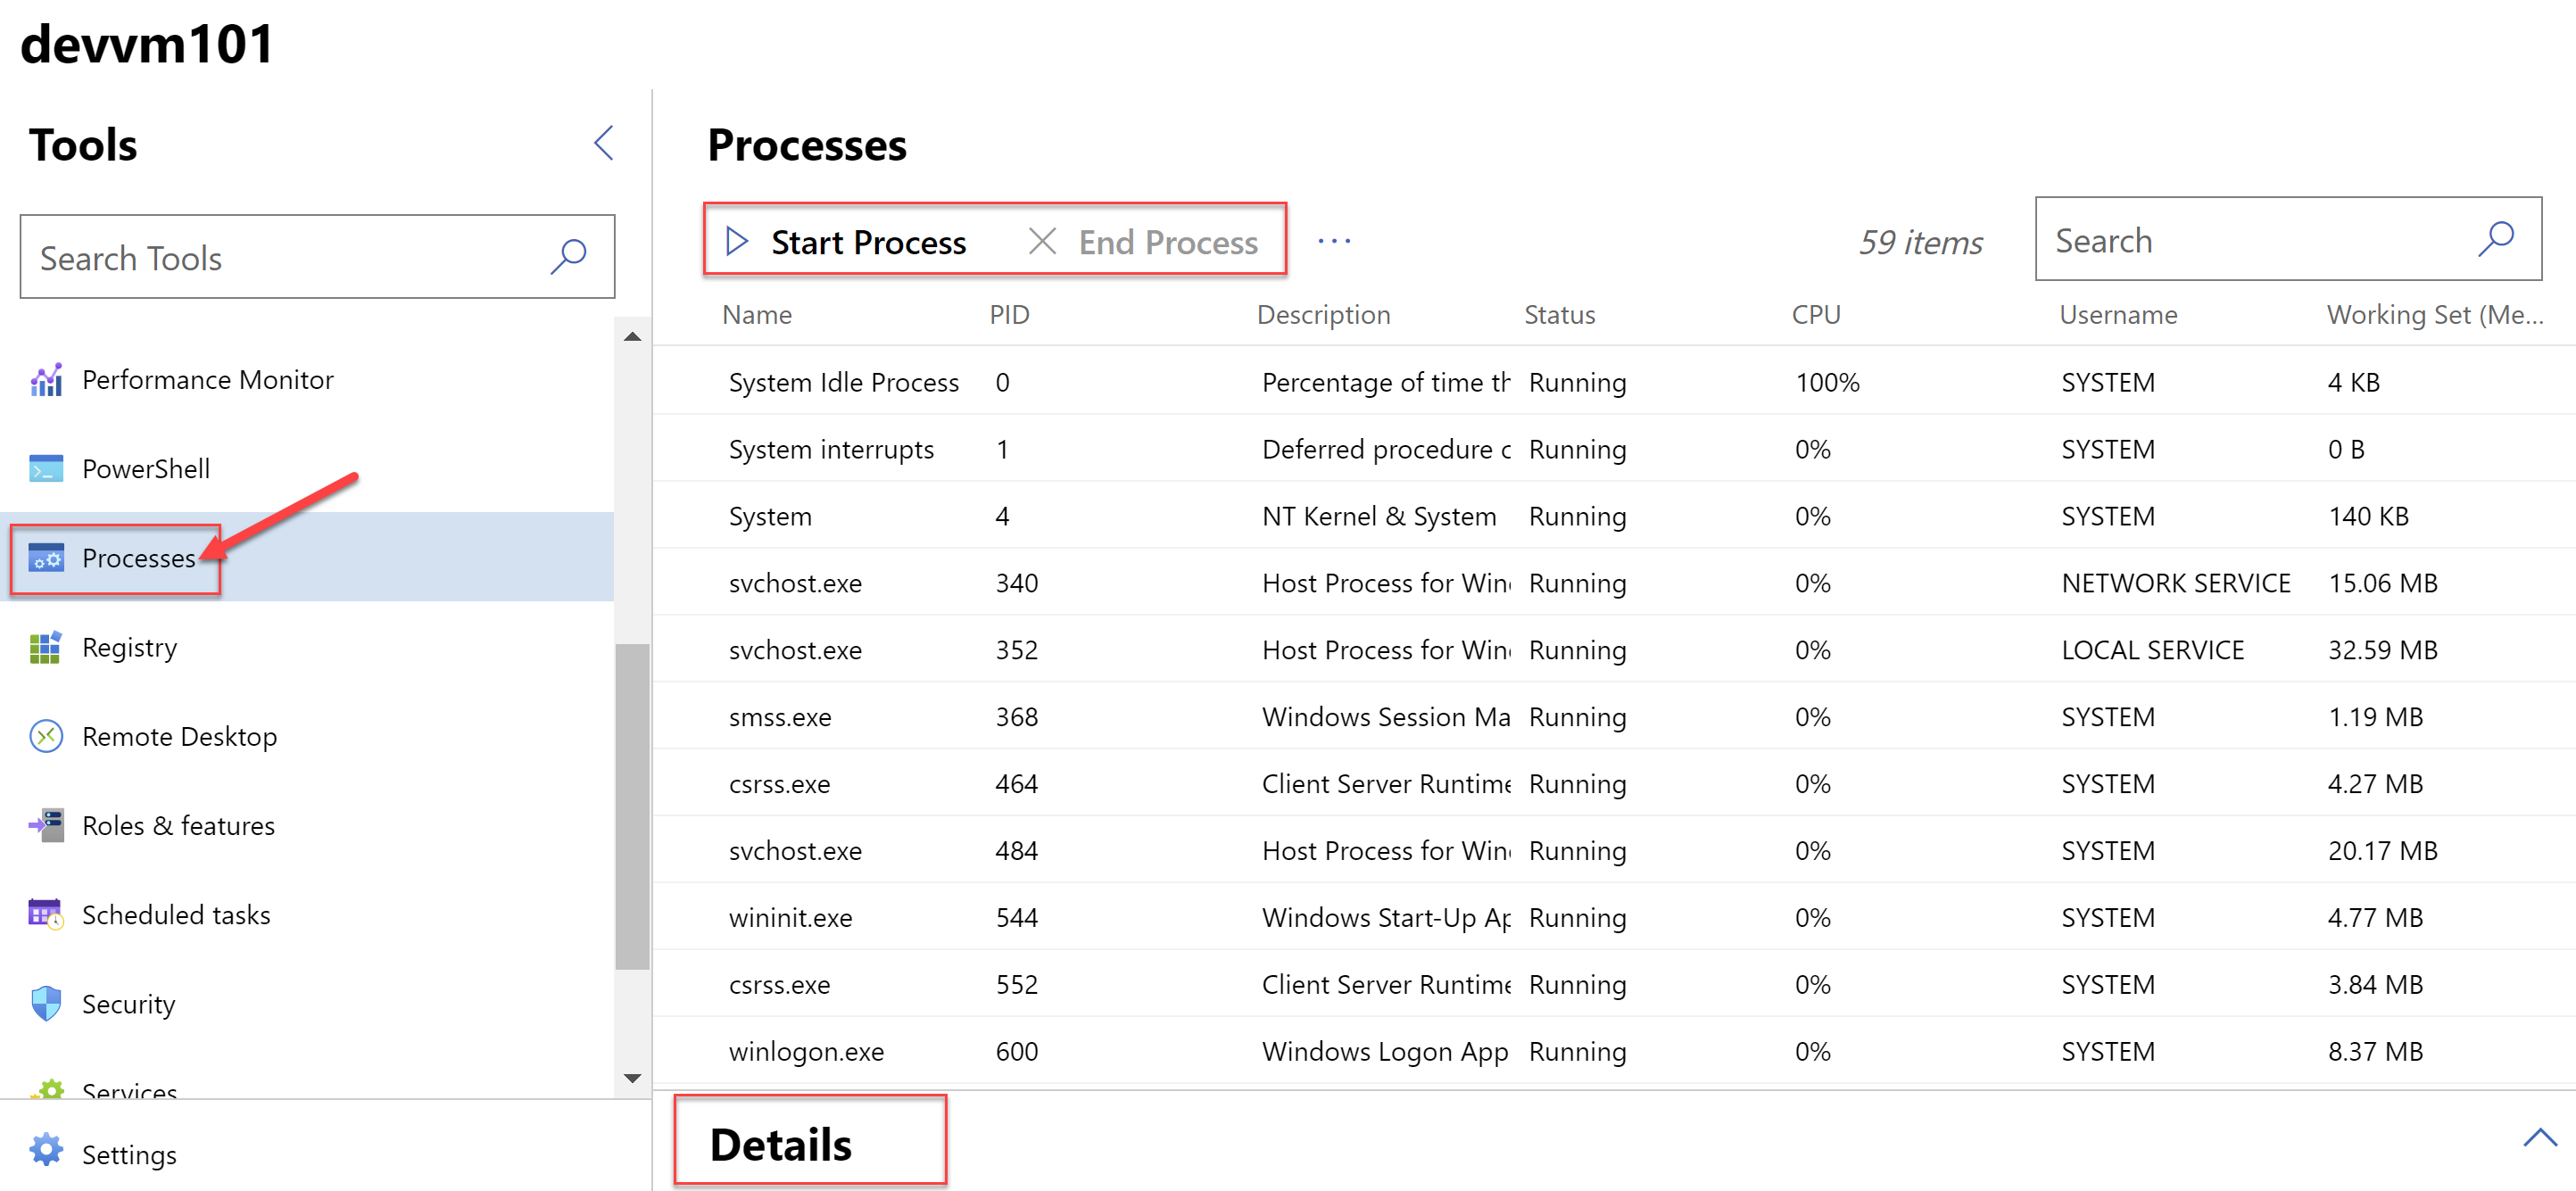 devvm101
Tools
Search Tools
Performance Monitor
PowerShell
Processes
Registry
Remote Desktop
Roles & features
Scheduled tasks
Security
Services
Settings
Processes
Start Process End Process ... 59 items Search
Name PID Description Status CPU Username Working Set (Me...
System Idle Process 0 Percentage of time th Running 100% SYSTEM 4 KB
System interrupts 1 Deferred procedure c Running 0% SYSTEM 0 B
System 4 NT Kernel & System Running 0% SYSTEM 140 KB
svchost.exe 340 Host Process for Win Running 0% NETWORK SERVICE 15.06 MB
svchost.exe 352 Host Process for Win Running 0% LOCAL SERVICE 32.59 MB
smss.exe 368 Windows Session Ma Running 0% SYSTEM 1.19 MB
csrss.exe 464 Client Server Runtime Running 0% SYSTEM 4.27 MB
svchost.exe 484 Host Process for Win Running 0% SYSTEM 20.17 MB
wininit.exe 544 Windows Start-Up Ap Running 0% SYSTEM 4.77 MB
csrss.exe 552 Client Server Runtime Running 0% SYSTEM 3.84 MB
winlogon.exe 600 Windows Logon App Running 0% SYSTEM 8.37 MB
Details